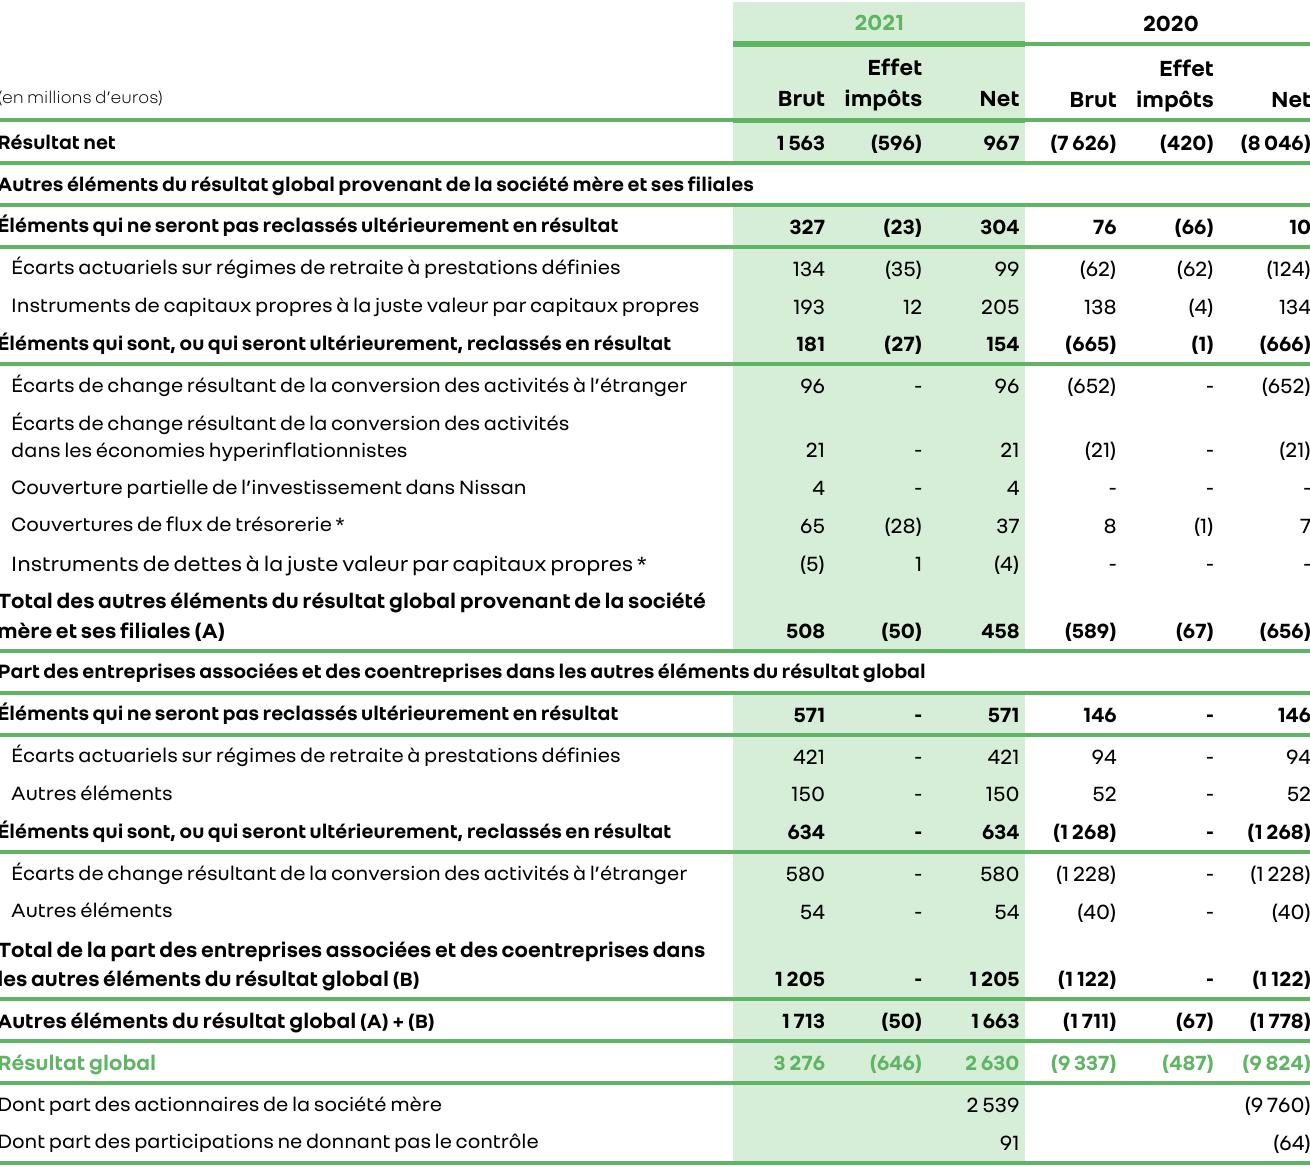 2021 2020
(en millions d’euros) Brut Effet impôts Net Brut Effet impôts Net
Résultat net 1 563 (596) 967 (7 626) (420) (8 046)
Autres éléments du résultat global provenant de la société mère et ses filiales
Éléments qui ne seront pas reclassés ultérieurement en résultat 327 (23) 304 76 (66) 10
Écarts actuariels sur régimes de retraite à prestations définies 134 (35) 99 (62) (62) (124)
Instruments de capitaux propres à la juste valeur par capitaux propres 193 12 205 138 (4) 134
Éléments qui sont, ou qui seront ultérieurement, reclassés en résultat 181 (27) 154 (665) (1) (666)
Écarts de change résultant de la conversion des activités à l’étranger 96 - 96 (652) - (652)
Écarts de change résultant de la conversion des activités
dans les économies hyperinflationnistes 21 - 21 (21) - (21)
Couverture partielle de l’investissement dans Nissan 4 - 4 - - -
Couvertures de flux de trésorerie * 65 (28) 37 8 (1) 7
Instruments de dettes à la juste valeur par capitaux propres * (5) 1 (4) - - -
Total des autres éléments du résultat global provenant de la société
mère et ses filiales (A) 508 (50) 458 (589) (67) (656)
Part des entreprises associées et des coentreprises dans les autres éléments du résultat global
Éléments qui ne seront pas reclassés ultérieurement en résultat 571 - 571 146 - 146
Écarts actuariels sur régimes de retraite à prestations définies 421 - 421 94 - 94
Autres éléments 150 - 150 52 - 52
Éléments qui sont, ou qui seront ultérieurement, reclassés en résultat 634 - 634 (1 268) - (1 268)
Écarts de change résultant de la conversion des activités à l’étranger 580 - 580 (1 228) - (1 228)
Autres éléments 54 - 54 (40) - (40)
Total de la part des entreprises associées et des coentreprises dans
les autres éléments du résultat global (B) 1 205 - 1 205 (1 122) - (1 122)
Autres éléments du résultat global (A) + (B) 1 713 (50) 1 663 (1 711) (67) (1 778)
Résultat global 3 276 (646) 2 630 (9 337) (487) (9 824)
Dont part des actionnaires de la société mère 2 539 (9 760)
Dont part des participations ne donnant pas le contrôle 91 (64)